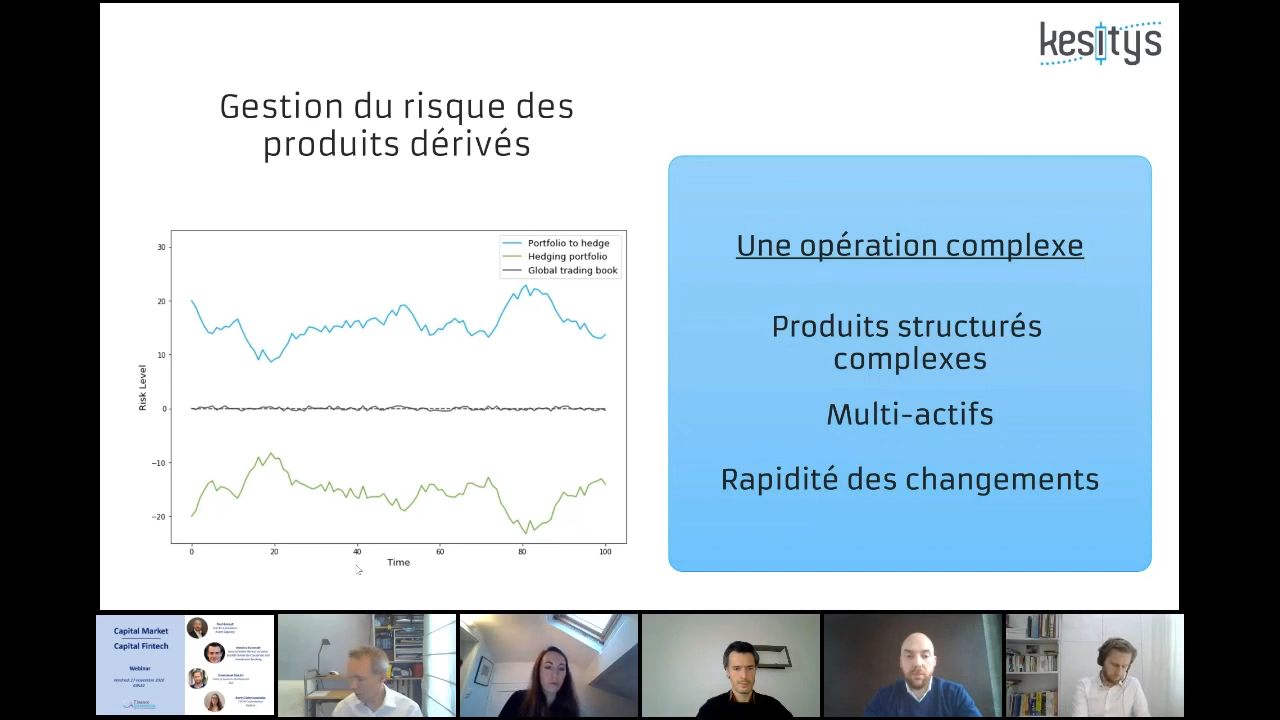 kesitys
Gestion du risque des
produits dérivés
Portfolio to hedge
Hedging portfolio
Global trading book
Risk Level
30
20
10
0
−10
−20
0
20
40
60
80
100
Time
Une opération complexe
Produits structurés
complexes
Multi-actifs
Rapidité des changements
Capital Market
Capital Fintech
Webinar